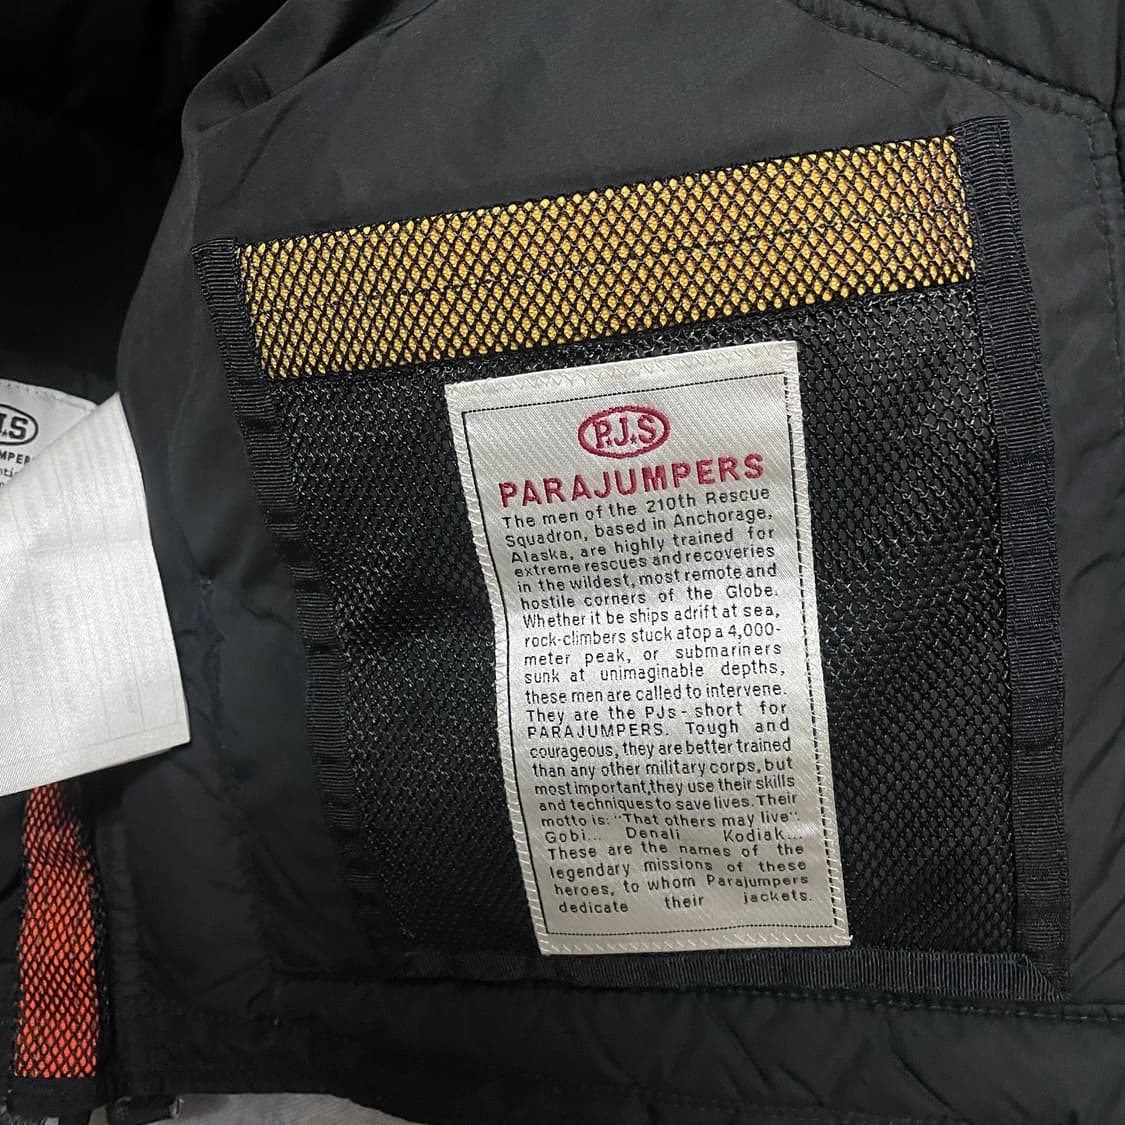 P.J.S
PARAJUMPERS
The men of the 210th Rescue
Squadron, based in Anchorage,
Alaska, are highly trained for
extreme rescues and recoveries
in the wildest, most remote and
hostile corners of the Globe.
Whether it be ships adrift at sea,
rock-climbers stuck atop a 4,000-
meter peak, or submariners
sunk at unimaginable depths,
these men are called to intervene.
They are the PJs - short for
PARAJUMPERS. Tough and
courageous, they are better trained
than any other military corps, but
most important,they use their skills
and techniques to save lives. Their
motto is: "That others may live":
Gobi... Denali Kodiak...
These are the names of the
legendary missions of these
heroes, to whom Parajumpers
dedicate their jackets.